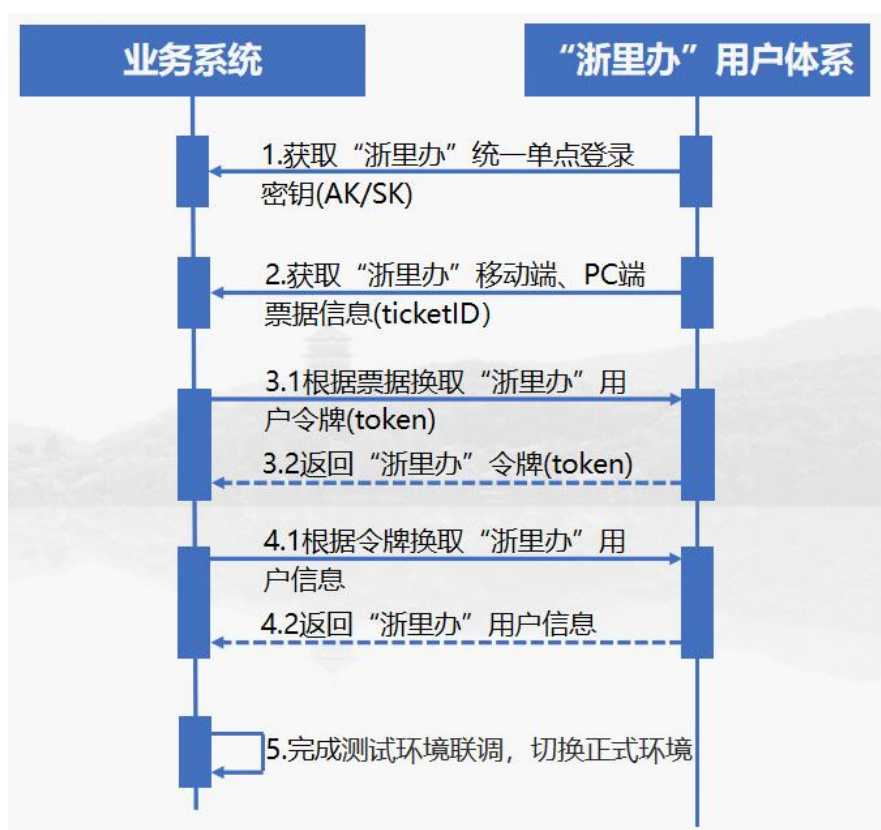 业务系统
“浙里办”用户体系
1.获取“浙里办”统一单点登录
密钥(AK/SK)
2.获取“浙里办”移动端、PC端
票据信息(ticketID）
3.1根据票据换取“浙里办”用
户令牌(token)
3.2返回“浙里办”令牌(token)
4.1根据令牌换取“浙里办”用
户信息
4.2返回“浙里办”用户信息
5.完成测试环境联调，切换正式环境